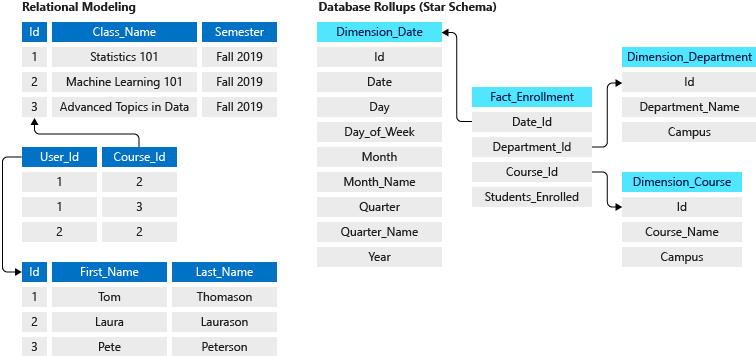 Relational Modeling
Id Class_Name Semester
1 Statistics 101 Fall 2019
2 Machine Learning 101 Fall 2019
3 Advanced Topics in Data Fall 2019
User_Id Course_Id
1 2
1 3
2 2
Id First_Name Last_Name
1 Tom Thomason
2 Laura Laurason
3 Pete Peterson
Database Rollups (Star Schema)
Dimension_Date
Id
Date
Day
Day_of_Week
Month
Month_Name
Quarter
Quarter_Name
Year
Fact_Enrollment
Date_Id
Department_Id
Course_Id
Students_Enrolled
Dimension_Department
Id
Department_Name
Campus
Dimension_Course
Id
Course_Name
Campus